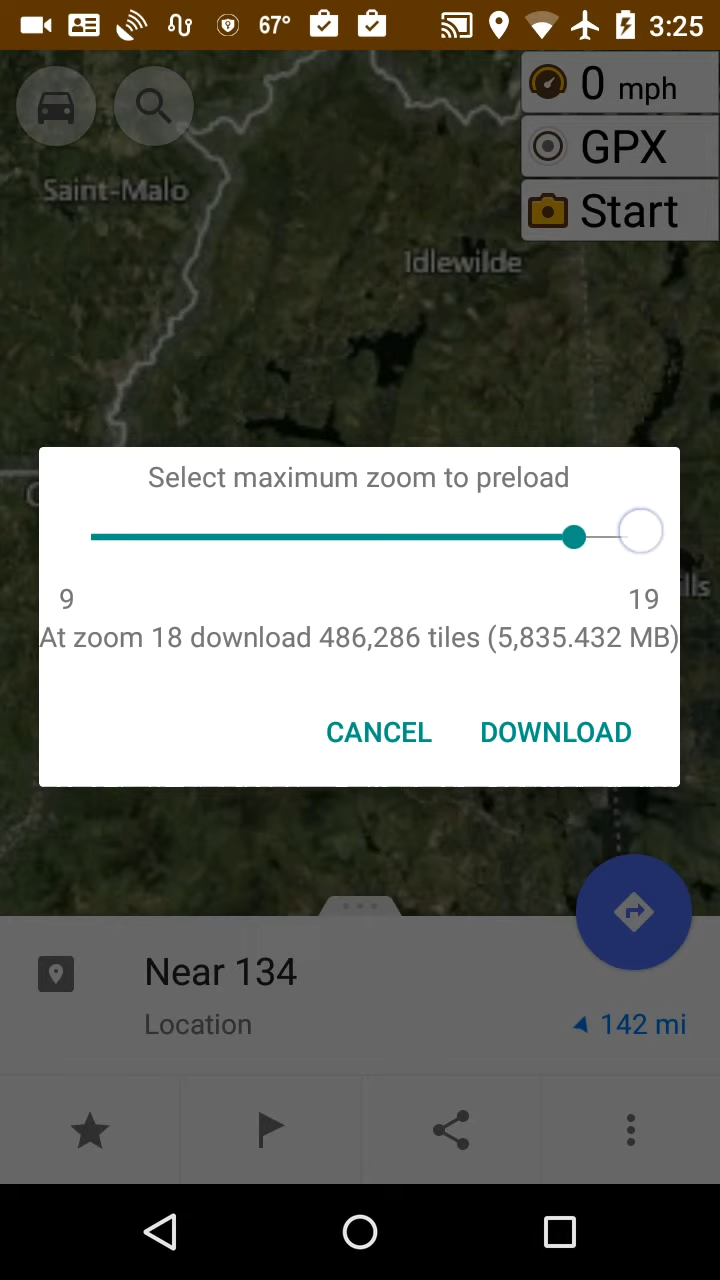 67° 3:25
0 mph
GPX
Start
Saint-Malo
Idlewilde
Select maximum zoom to preload
9 19
At zoom 18 download 486,286 tiles (5,835.432 MB)
CANCEL DOWNLOAD
Near 134
Location
142 mi